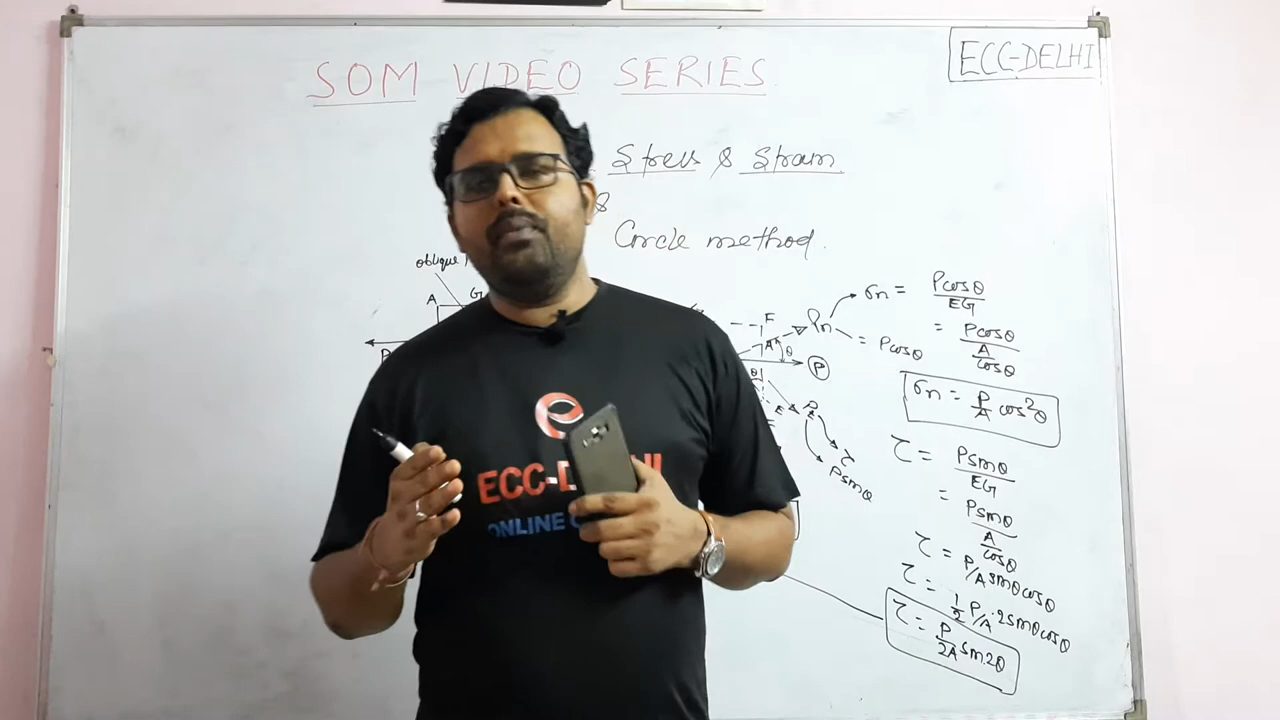 SOM VIDEO SERIES
ECC-DELHI
Stress & Strain
&
Circle method.
oblique
A
G
P
F
Pn
= Pcosθ
θ
P
θ
E
τ
Psinθ
σn = Pcosθ
EG
= Pcosθ
A
cosθ
σn = P cos²θ
A
τ = Psinθ
EG
= Psinθ
A
cosθ
τ = P/A sinθcosθ
τ = 1/2 P/A · 2sinθcosθ
τ = P sin2θ
2A
ECC-D HI
ONLINE